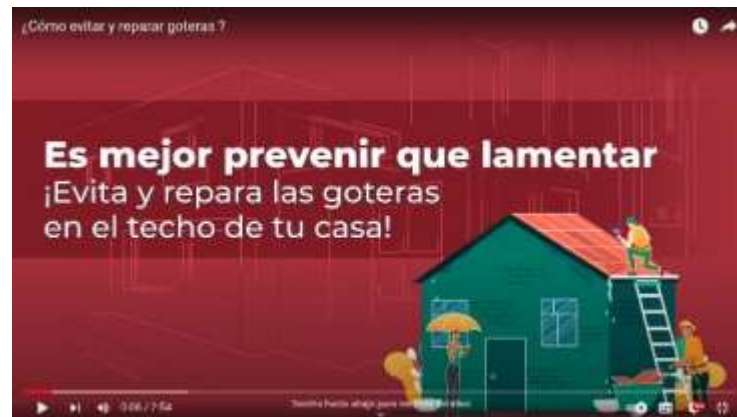 ¿Cómo evitar y reparar goteras ?
Es mejor prevenir que lamentar
¡Evita y repara las goteras
en el techo de tu casa!
0:06 / 7:54